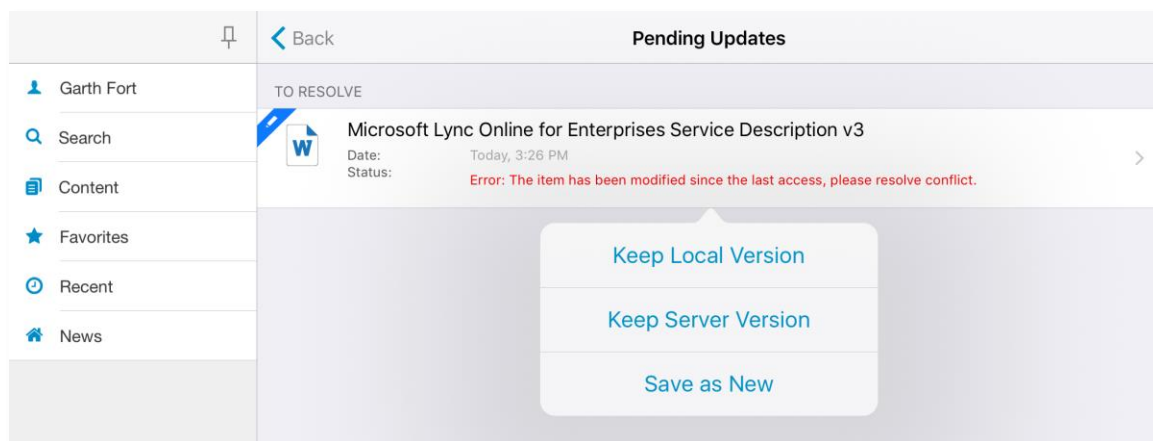 Back
Pending Updates
Garth Fort
Search
Content
Favorites
Recent
News
TO RESOLVE
W
Microsoft Lync Online for Enterprises Service Description v3
Date: Today, 3:26 PM
Status: Error: The item has been modified since the last access, please resolve conflict.
Keep Local Version
Keep Server Version
Save as New